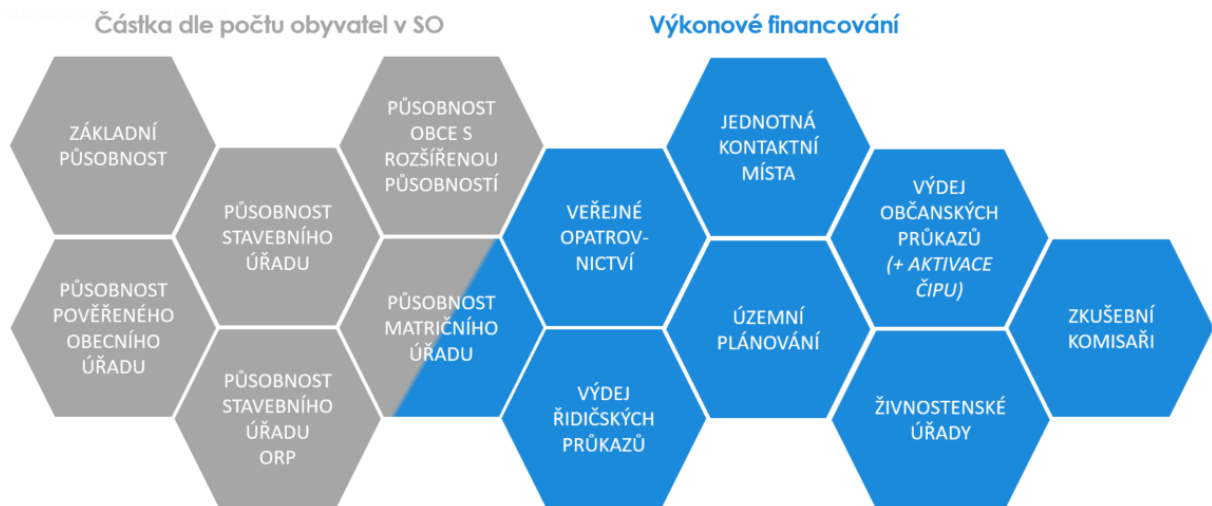 Částka dle počtu obyvatel v SO
Výkonové financování
ZÁKLADNÍ
PŮSOBNOST
PŮSOBNOST
POVĚŘENÉHO
OBECNÍHO
ÚŘADU
PŮSOBNOST
STAVEBNÍHO
ÚŘADU
PŮSOBNOST
STAVEBNÍHO
ÚŘADU
ORP
PŮSOBNOST
OBCE S
ROZŠÍŘENOU
PŮSOBNOSTÍ
PŮSOBNOST
MATRIČNÍHO
ÚŘADU
VEŘEJNÉ
OPATROV-
NICTVÍ
VÝDEJ
ŘIDIČSKÝCH
PRŮKAZŮ
JEDNOTNÁ
KONTAKTNÍ
MÍSTA
ÚZEMNÍ
PLÁNOVÁNÍ
VÝDEJ
OBČANSKÝCH
PRŮKAZŮ
(+ AKTIVACE
ČIPU)
ŽIVNOSTENSKÉ
ÚŘADY
ZKUŠEBNÍ
KOMISAŘI